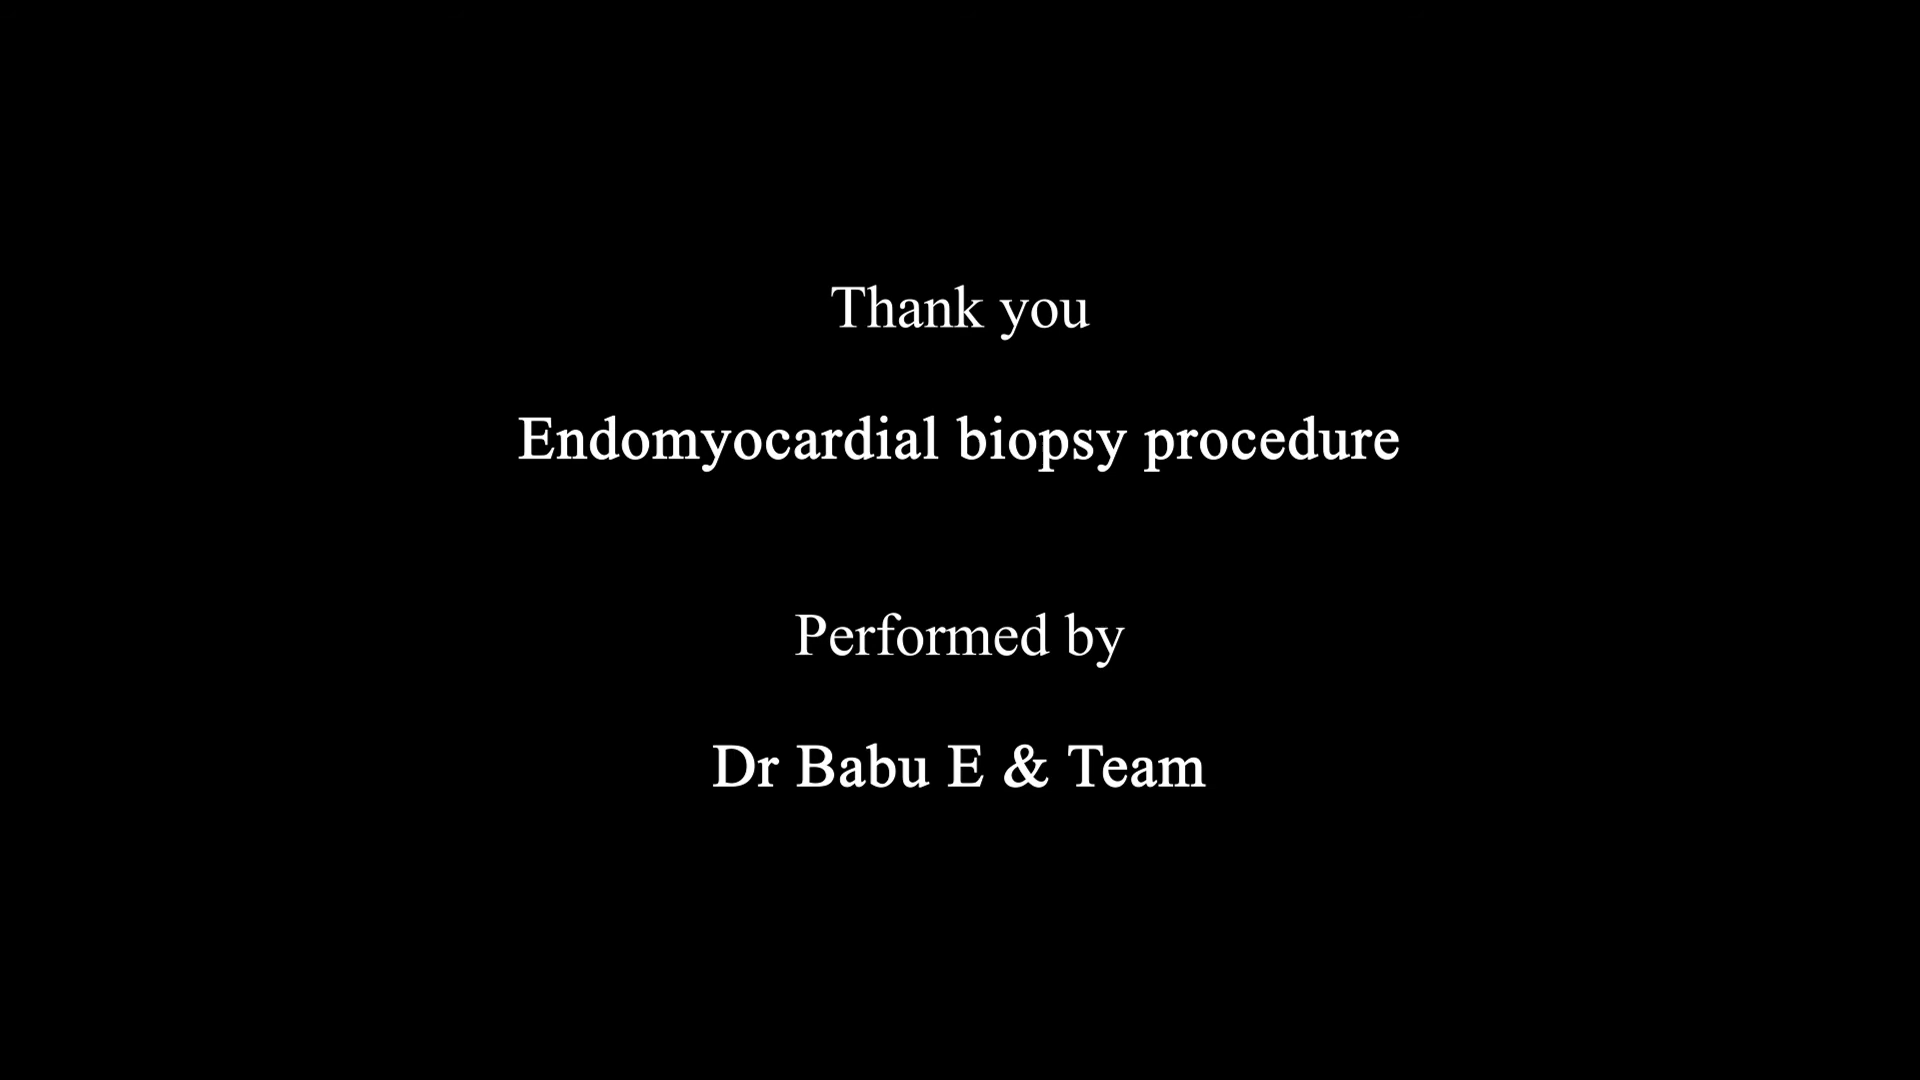 Thank you
Endomyocardial biopsy procedure
Performed by
Dr Babu E & Team